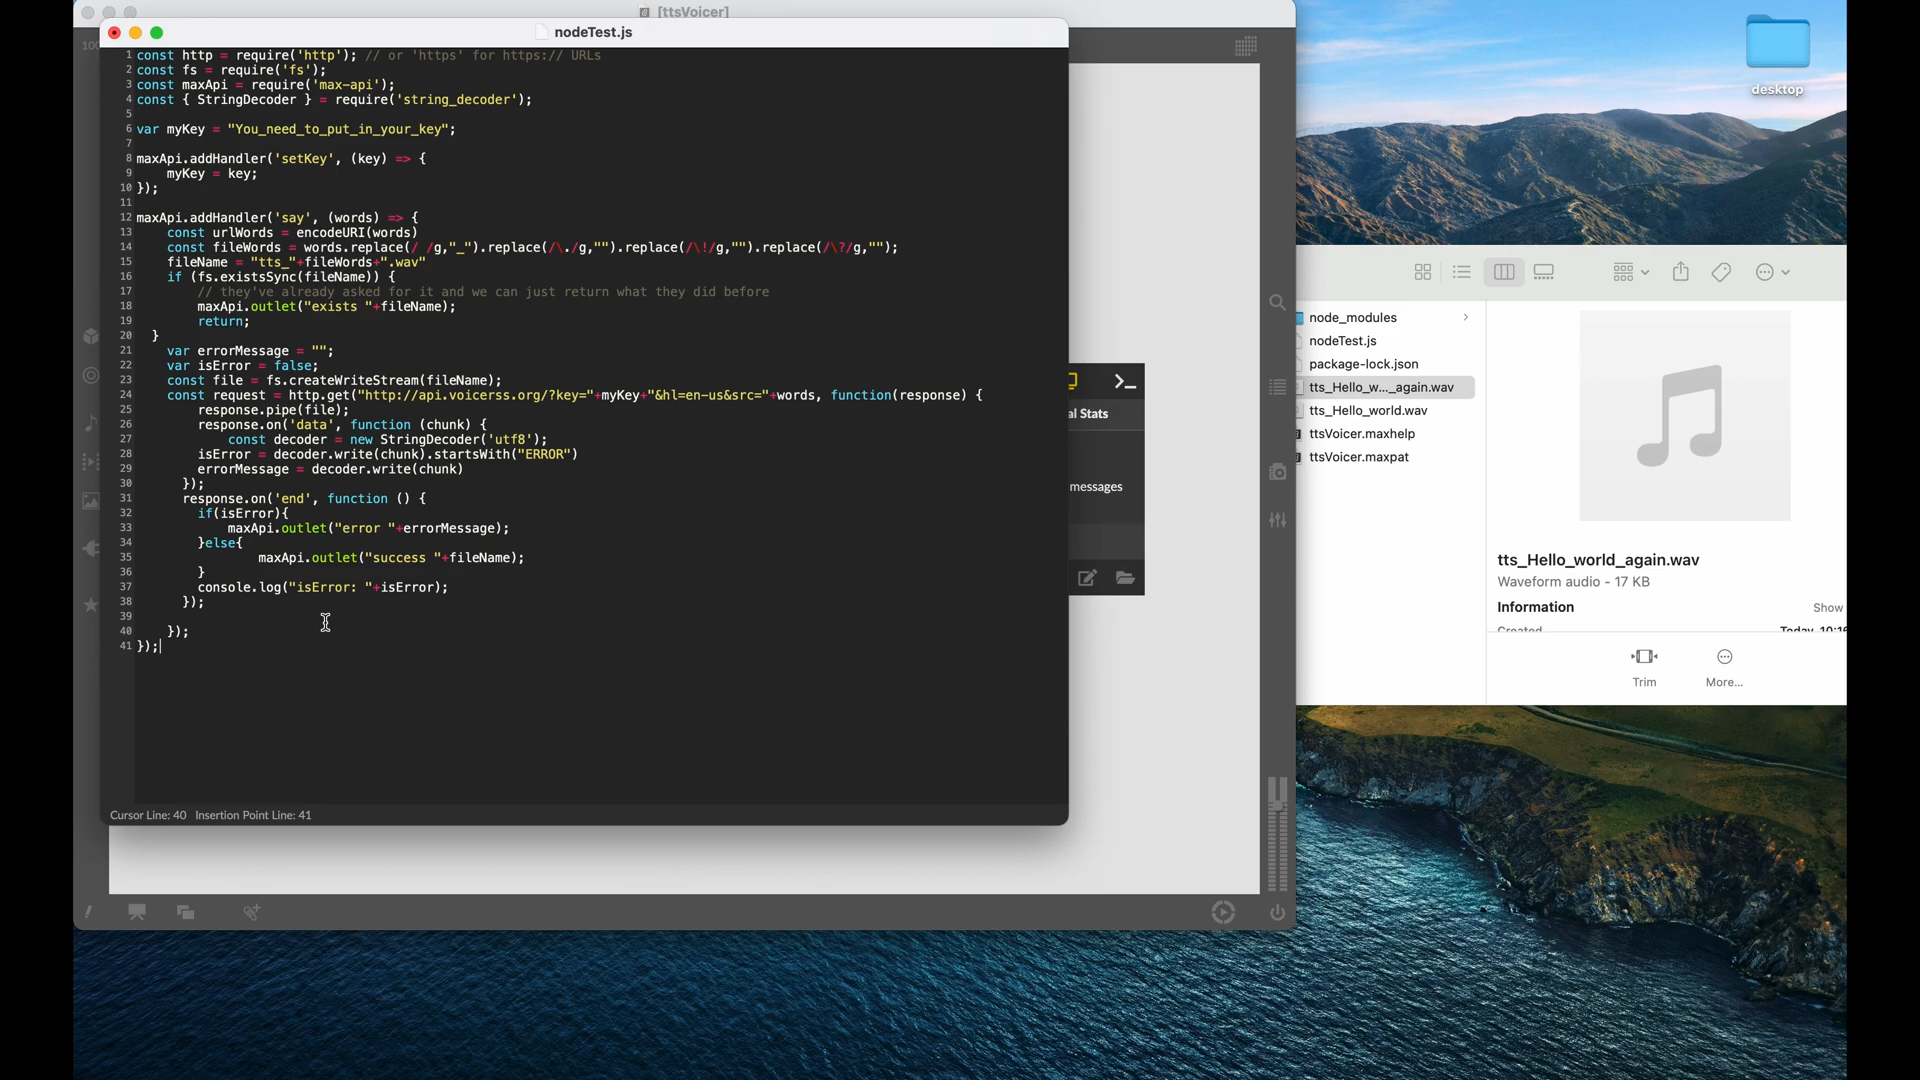 [ttsVoicer]
nodeTest.js
1 const http = require('http'); // or 'https' for https:// URLs
2 const fs = require('fs');
3 const maxApi = require('max-api');
4 const { StringDecoder } = require('string_decoder');
5
6 var myKey = "You_need_to_put_in_your_key";
7
8 maxApi.addHandler('setKey', (key) => {
9 myKey = key;
10 });
11
12 maxApi.addHandler('say', (words) => {
13 const urlWords = encodeURI(words)
14 const fileWords = words.replace(/ /g,"_").replace(/\./g,"").replace(/\!/g,"").replace(/\?/g,"");
15 fileName = "tts_"+fileWords+".wav"
16 if (fs.existsSync(fileName)) {
17 // they've already asked for it and we can just return what they did before
18 maxApi.outlet("exists "+fileName);
19 return;
20 }
21 var errorMessage = "";
22 var isError = false;
23 const file = fs.createWriteStream(fileName);
24 const request = http.get("http://api.voicerss.org/?key="+myKey+"&hl=en-us&src="+words, function(response) {
25 response.pipe(file);
26 response.on('data', function (chunk) {
27 const decoder = new StringDecoder('utf8');
28 isError = decoder.write(chunk).startsWith("ERROR")
29 errorMessage = decoder.write(chunk)
30 });
31 response.on('end', function () {
32 if(isError){
33 maxApi.outlet("error "+errorMessage);
34 }else{
35 maxApi.outlet("success "+fileName);
36 }
37 console.log("isError: "+isError);
38 });
39
40 });
41 });
Cursor Line: 40 Insertion Point Line: 41
100
al Stats
messages
desktop
node_modules
nodeTest.js
package-lock.json
tts_Hello_w..._again.wav
tts_Hello_world.wav
ttsVoicer.maxhelp
ttsVoicer.maxpat
tts_Hello_world_again.wav
Waveform audio - 17 KB
Information Show
Created Today, 10:16
Trim More...